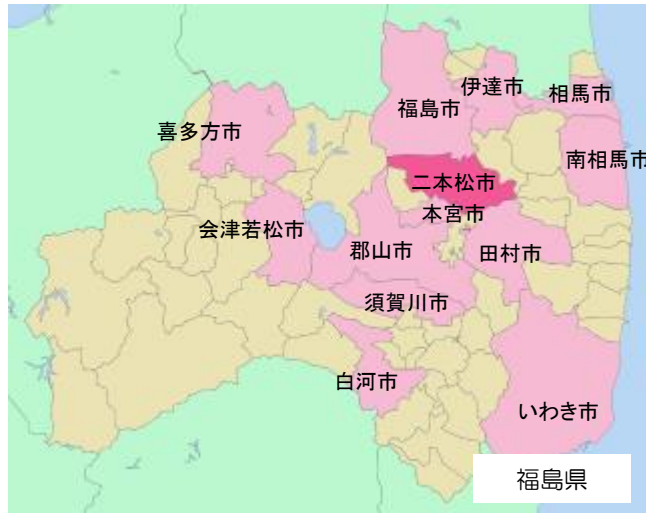 伊達市
相馬市
福島市
喜多方市
南相馬市
二本松市
本宮市
会津若松市
郡山市
田村市
須賀川市
白河市
いわき市
福島県